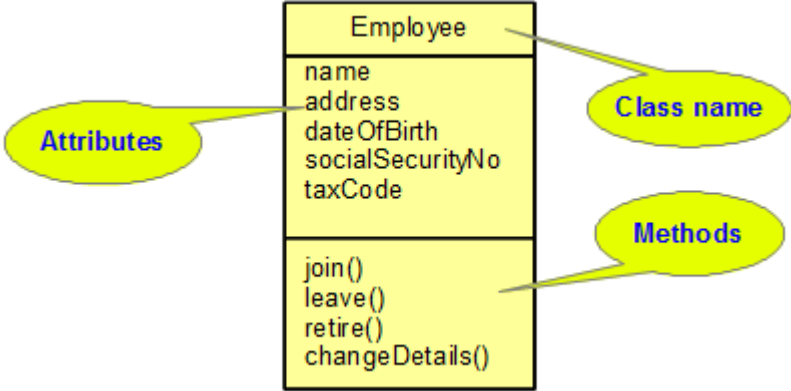 Employee
name
address
dateOfBirth
socialSecurityNo
taxCode
join()
leave()
retire()
changeDetails()
Attributes
Class name
Methods